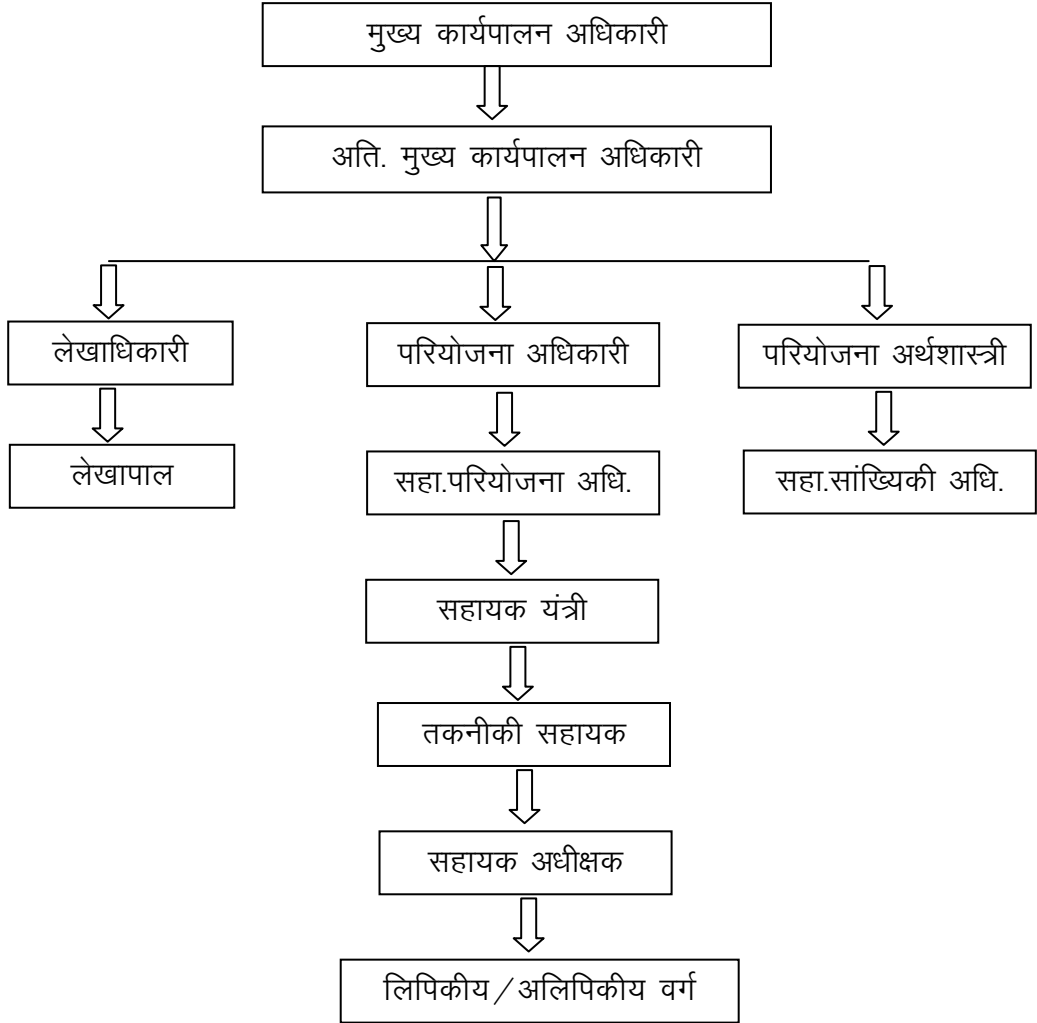 मुख्य कार्यपालन अधिकारी
अति. मुख्य कार्यपालन अधिकारी
लेखाधिकारी
परियोजना अधिकारी
परियोजना अर्थशास्त्री
लेखापाल
सहा.परियोजना अधि.
सहा.सांख्यिकी अधि.
सहायक यंत्री
तकनीकी सहायक
सहायक अधीक्षक
लिपिकीय/अलिपिकीय वर्ग